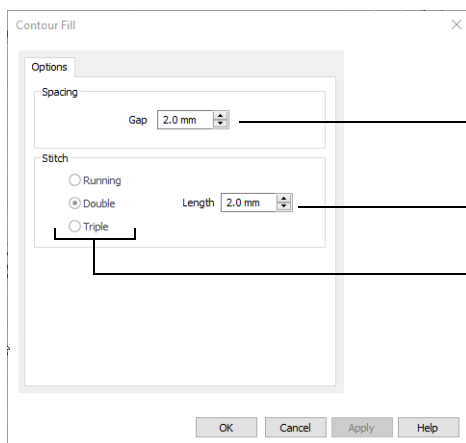 Contour Fill
Options
Spacing
Gap 2.0 mm
Stitch
Running
Double Length 2.0 mm
Triple
OK Cancel Apply Help